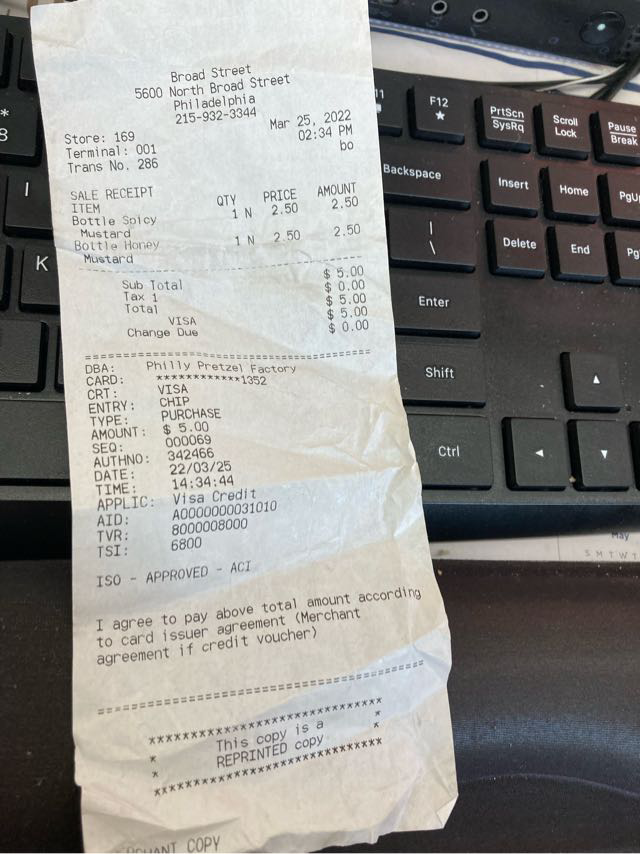 Broad Street
5600 North Broad Street
Philadelphia
215-932-3344
Mar 25, 2022
Store: 169 02:34 PM
Terminal: 001 bo
Trans No. 286
SALE RECEIPT
ITEM QTY PRICE AMOUNT
Bottle Spicy 1 N 2.50 2.50
Mustard
Bottle Honey 1 N 2.50 2.50
Mustard
Sub Total $ 5.00
Tax 1 $ 0.00
Total $ 5.00
VISA $ 5.00
Change Due $ 0.00
DBA: Philly Pretzel Factory
CARD: ************1352
CRT: VISA
ENTRY: CHIP
TYPE: PURCHASE
AMOUNT: $ 5.00
SEQ: 000069
AUTHNO: 342466
DATE: 22/03/25
TIME: 14:34:44
APPLIC: Visa Credit
AID: A0000000031010
TVR: 8000008000
TSI: 6800
ISO - APPROVED - ACI
I agree to pay above total amount according
to card issuer agreement (Merchant
agreement if credit voucher)
This copy is a
REPRINTED copy
COPY
*
8
I
K
11
F12
PrtScn
SysRq
Scroll
Lock
Pause
Break
Backspace
Insert
Home
PgU
|
\
Delete
End
Pg
Enter
Shift
Ctrl
May
S M T W T